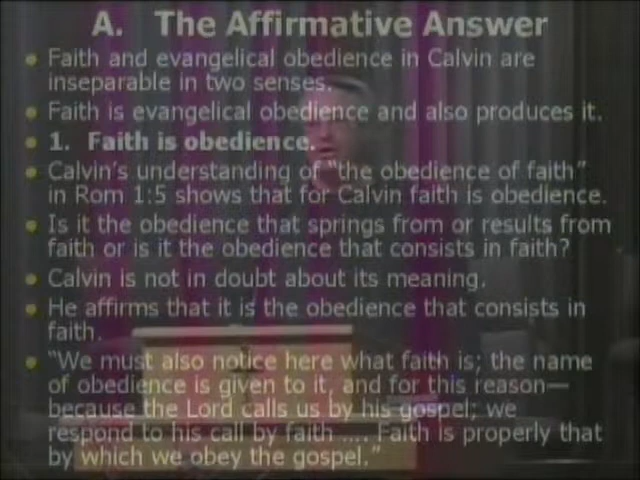 A. The Affirmative Answer
Faith and evangelical obedience in Calvin are
inseparable in two senses.
Faith is evangelical obedience and also produces it.
1. Faith is obedience.
Calvin's understanding of "the obedience of faith"
in Rom 1:5 shows that for Calvin faith is obedience.
Is it the obedience that springs from or results from
faith or is it the obedience that consists in faith?
Calvin is not in doubt about its meaning.
He affirms that it is the obedience that consists in
faith.
"We must also notice here what faith is; the name
of obedience is given to it, and for this reason—
because the Lord calls us by his gospel; we
respond to his call by faith .... Faith is properly that
by which we obey the gospel."